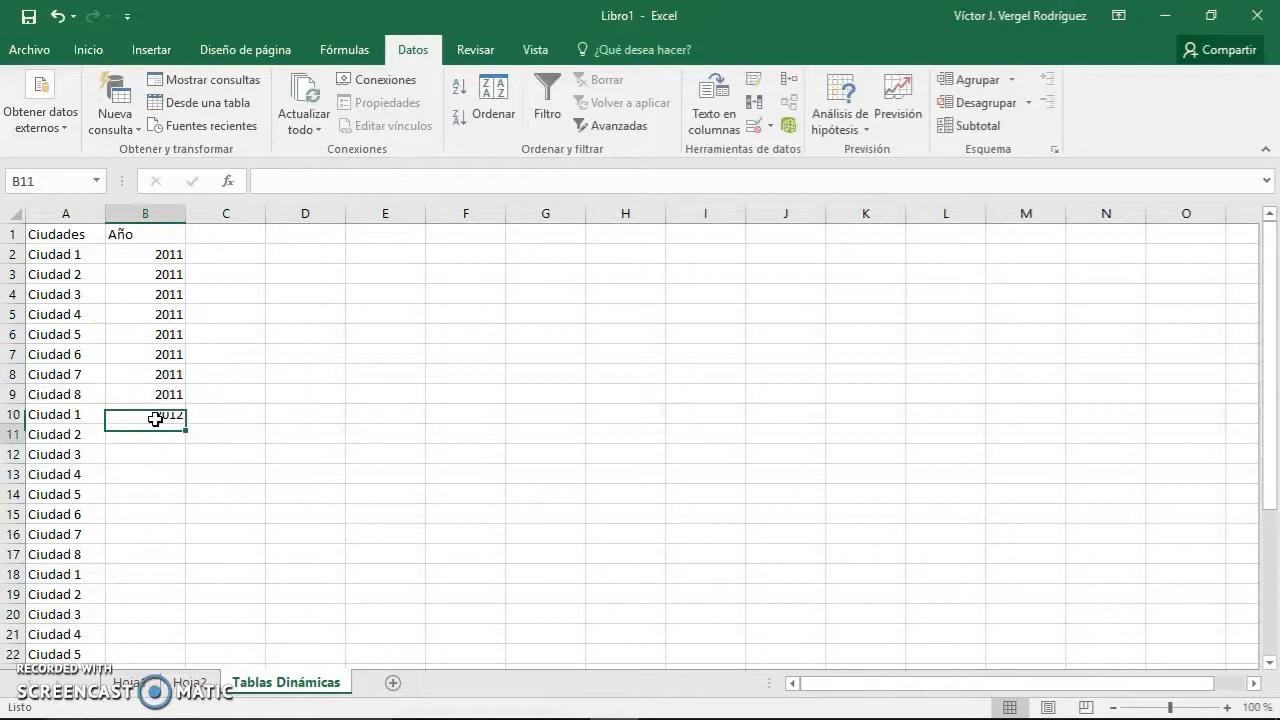 Libro1 - Excel
Víctor J. Vergel Rodríguez
Archivo Inicio Insertar Diseño de página Fórmulas Datos Revisar Vista ¿Qué desea hacer? Compartir
Obtener datos externos
Nueva consulta
Mostrar consultas
Desde una tabla
Fuentes recientes
Obtener y transformar
Actualizar todo
Conexiones
Propiedades
Editar vínculos
Conexiones
Ordenar
Filtro
Borrar
Volver a aplicar
Avanzadas
Ordenar y filtrar
Texto en columnas
Herramientas de datos
Análisis de hipótesis
Previsión
Previsión
Agrupar
Desagrupar
Subtotal
Esquema
B11 fx
A B C D E F G H I J K L M N O
1 Ciudades Año
2 Ciudad 1 2011
3 Ciudad 2 2011
4 Ciudad 3 2011
5 Ciudad 4 2011
6 Ciudad 5 2011
7 Ciudad 6 2011
8 Ciudad 7 2011
9 Ciudad 8 2011
10 Ciudad 1 2012
11 Ciudad 2
12 Ciudad 3
13 Ciudad 4
14 Ciudad 5
15 Ciudad 6
16 Ciudad 7
17 Ciudad 8
18 Ciudad 1
19 Ciudad 2
20 Ciudad 3
21 Ciudad 4
22 Ciudad 5
RECORDED WITH
SCREENCAST MATIC
Hoja2 Tablas Dinámicas
Listo
100 %